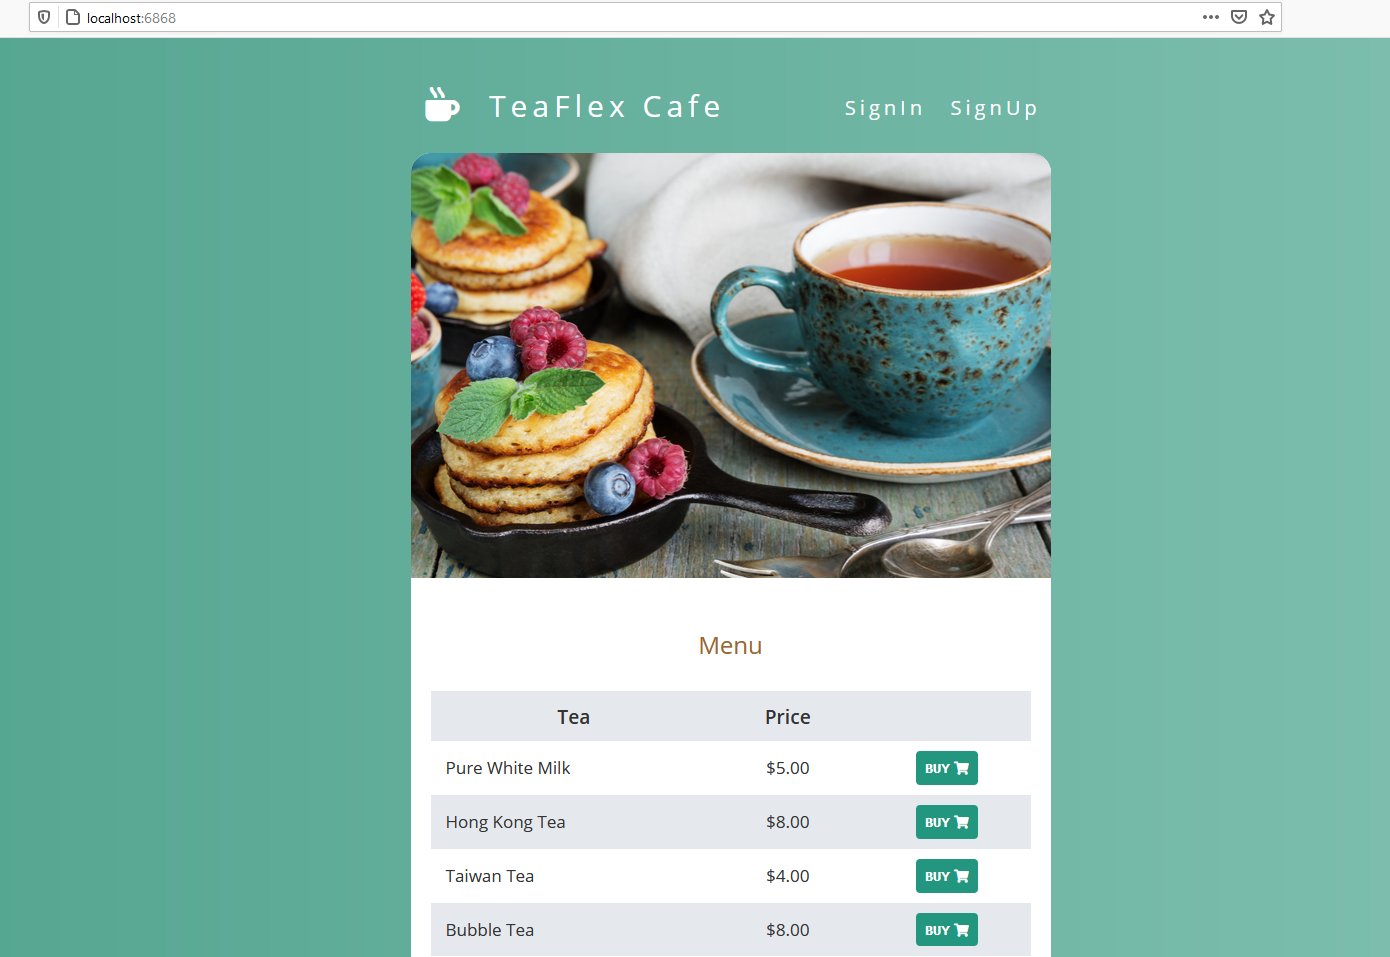 localhost:6868
TeaFlex Cafe SignIn SignUp
Menu
Tea Price
Pure White Milk $5.00 BUY
Hong Kong Tea $8.00 BUY
Taiwan Tea $4.00 BUY
Bubble Tea $8.00 BUY